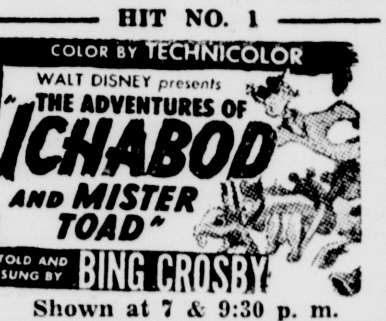 HIT NO. 1
COLOR BY TECHNICOLOR
WALT DISNEY presents
"THE ADVENTURES OF
ICHABOD
AND MISTER
TOAD"
TOLD AND
SUNG BY
BING CROSBY
Shown at 7 & 9:30 p. m.